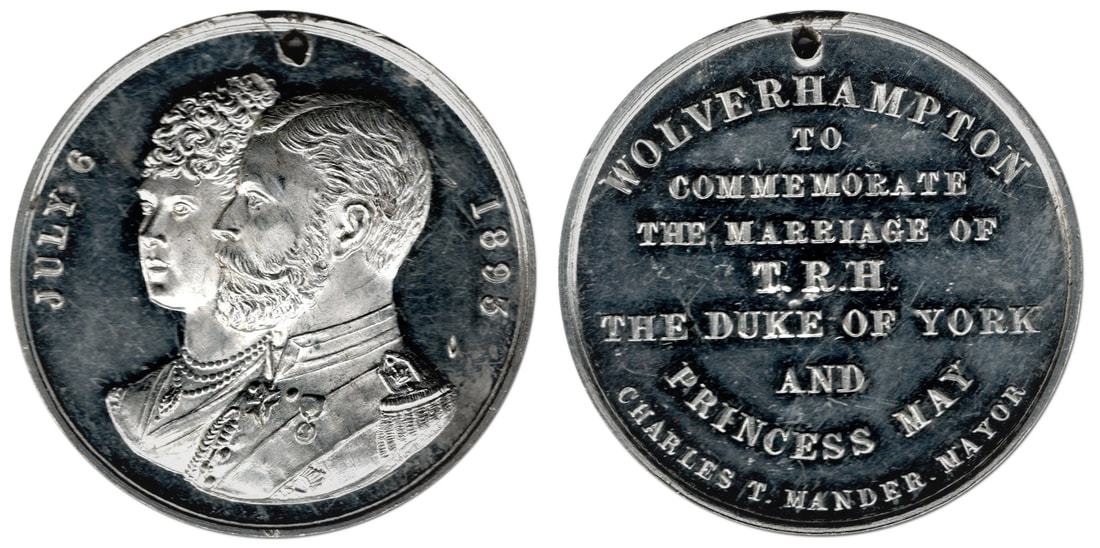 JULY 6
1893
WOLVERHAMPTON
TO
COMMEMORATE
THE MARRIAGE OF
T.R.H.
THE DUKE OF YORK
AND
PRINCESS MAY
CHARLES T. MANDER. MAYOR